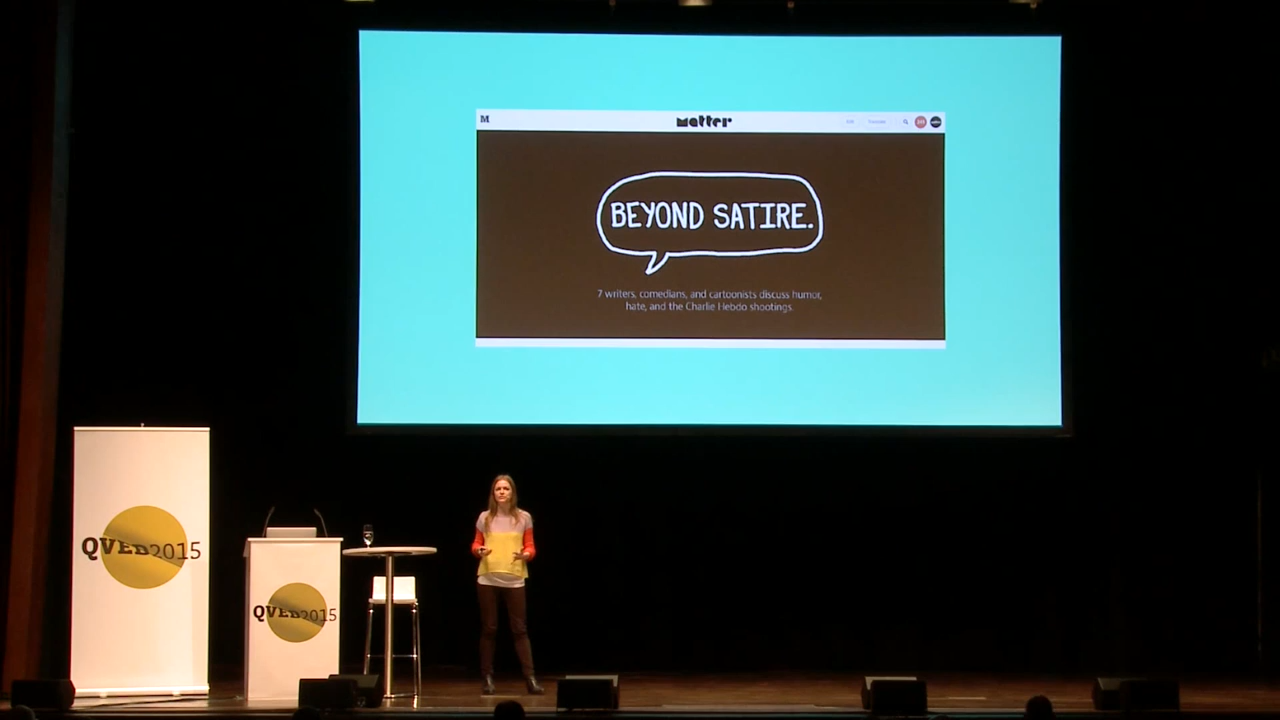 M
matter
BEYOND SATIRE.
7 writers, comedians, and cartoonists discuss humor,
hate, and the Charlie Hebdo shootings.
QVED2015
QVED2015